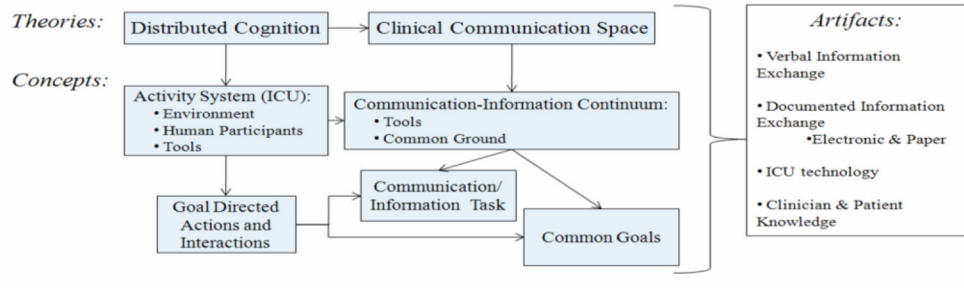 Theories:
Distributed Cognition
Clinical Communication Space
Concepts:
Activity System (ICU):
• Environment
• Human Participants
• Tools
Communication-Information Continuum:
• Tools
• Common Ground
Goal Directed
Actions and
Interactions
Communication/
Information Task
Common Goals
Artifacts:
• Verbal Information
Exchange
• Documented Information
Exchange
•Electronic & Paper
• ICU technology
• Clinician & Patient
Knowledge